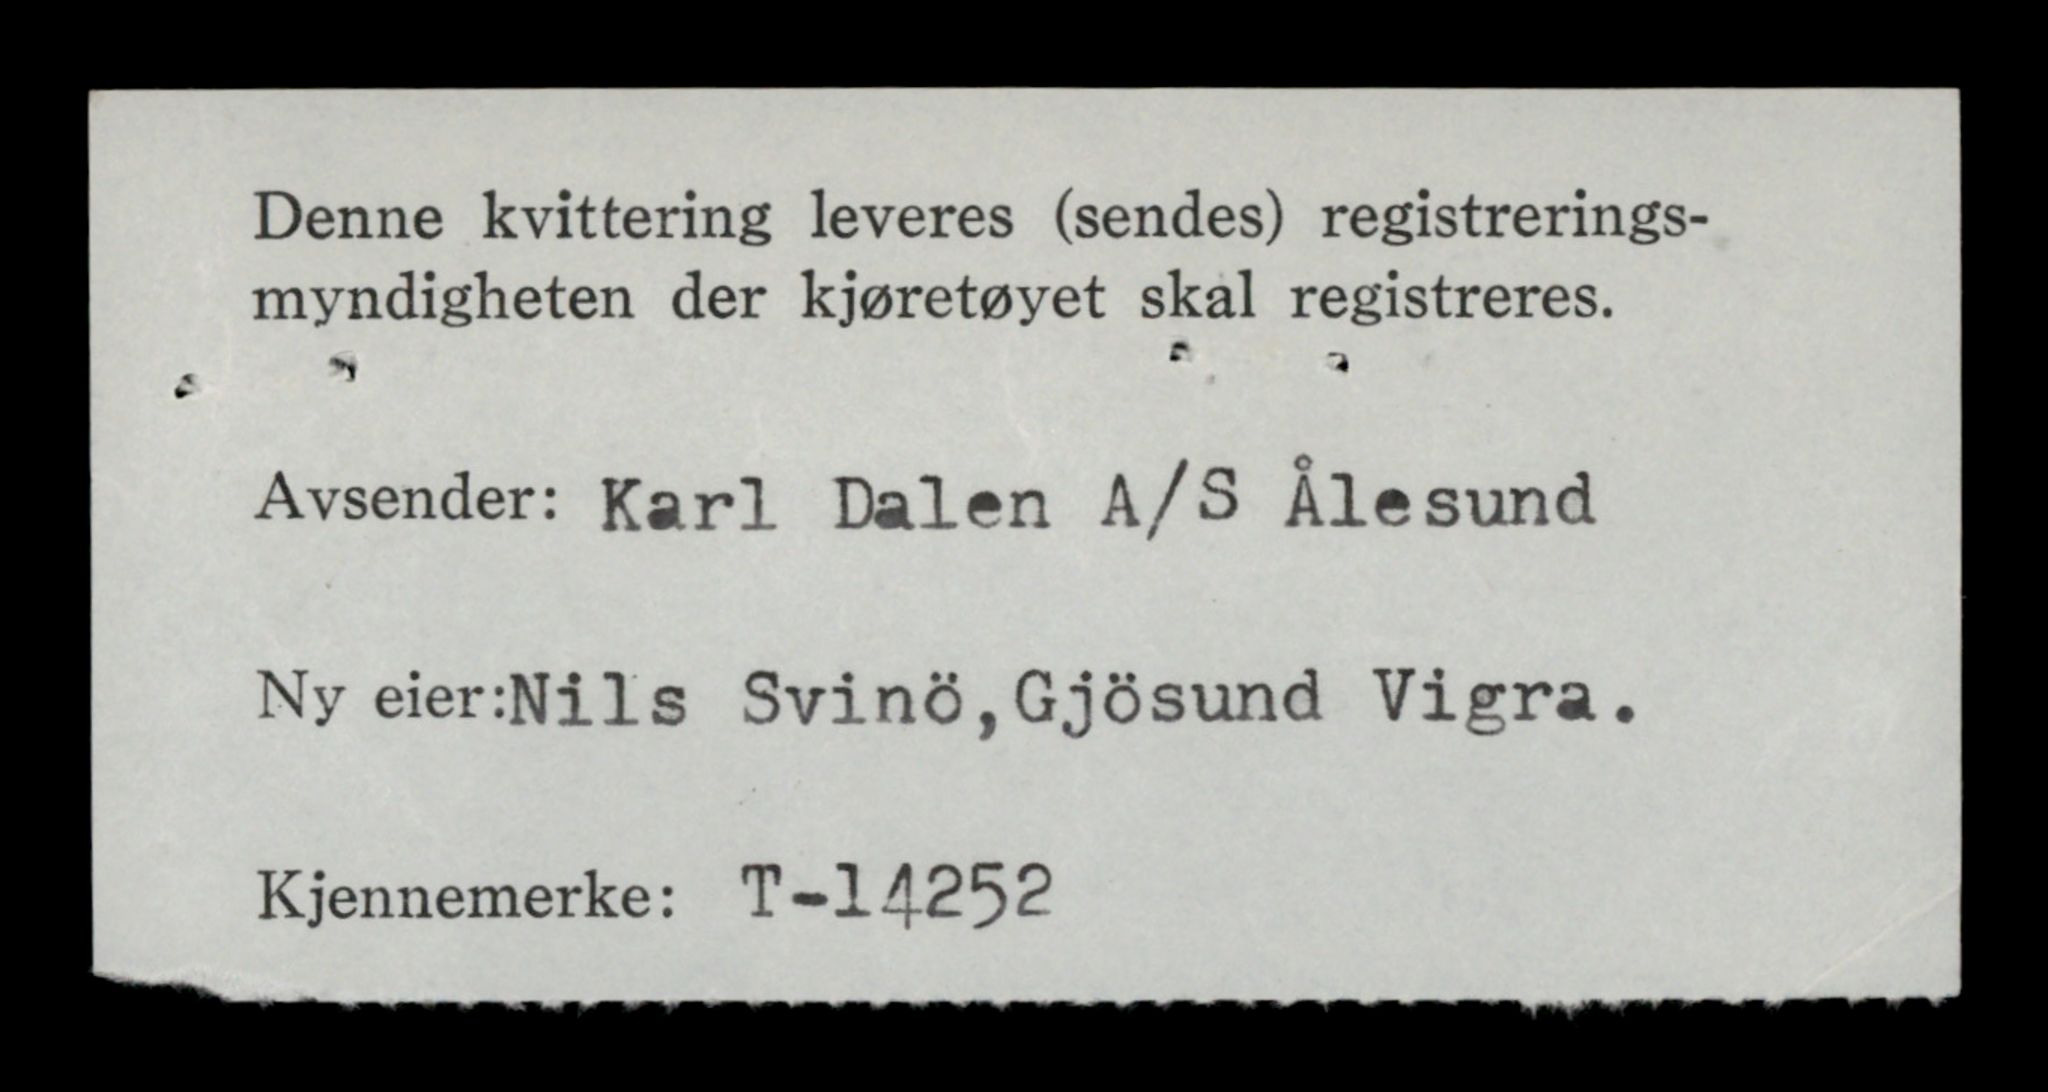 Denne kvittering leveres (sendes) registrerings-
myndigheten der kjøretøyet skal registreres.
Avsender: Karl Dalen A/S Ålesund
Ny eier: Nils Svinö, Gjösund Vigra.
Kjennemerke: T-14252